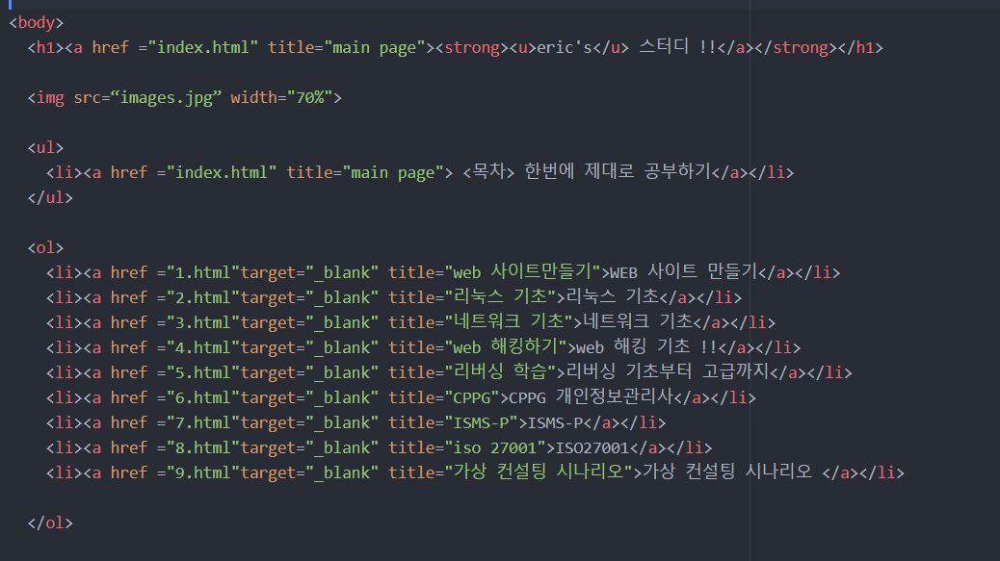 <body>
<h1><a href ="index.html" title="main page"><strong><u>eric's</u> 스터디 !!</a></strong></h1>
<img src=“images.jpg” width="70%">
<ul>
<li><a href ="index.html" title="main page"> <목차> 한번에 제대로 공부하기</a></li>
</ul>
<ol>
<li><a href ="1.html"target="_blank" title="web 사이트만들기">WEB 사이트 만들기</a></li>
<li><a href ="2.html"target="_blank" title="리눅스 기초">리눅스 기초</a></li>
<li><a href ="3.html"target="_blank" title="네트워크 기초">네트워크 기초</a></li>
<li><a href ="4.html"target="_blank" title="web 해킹하기">web 해킹 기초 !!</a></li>
<li><a href ="5.html"target="_blank" title="리버싱 학습">리버싱 기초부터 고급까지</a></li>
<li><a href ="6.html"target="_blank" title="CPPG">CPPG 개인정보관리사</a></li>
<li><a href ="7.html"target="_blank" title="ISMS-P">ISMS-P</a></li>
<li><a href ="8.html"target="_blank" title="iso 27001">ISO27001</a></li>
<li><a href ="9.html"target="_blank" title="가상 컨설팅 시나리오">가상 컨설팅 시나리오 </a></li>
</ol>